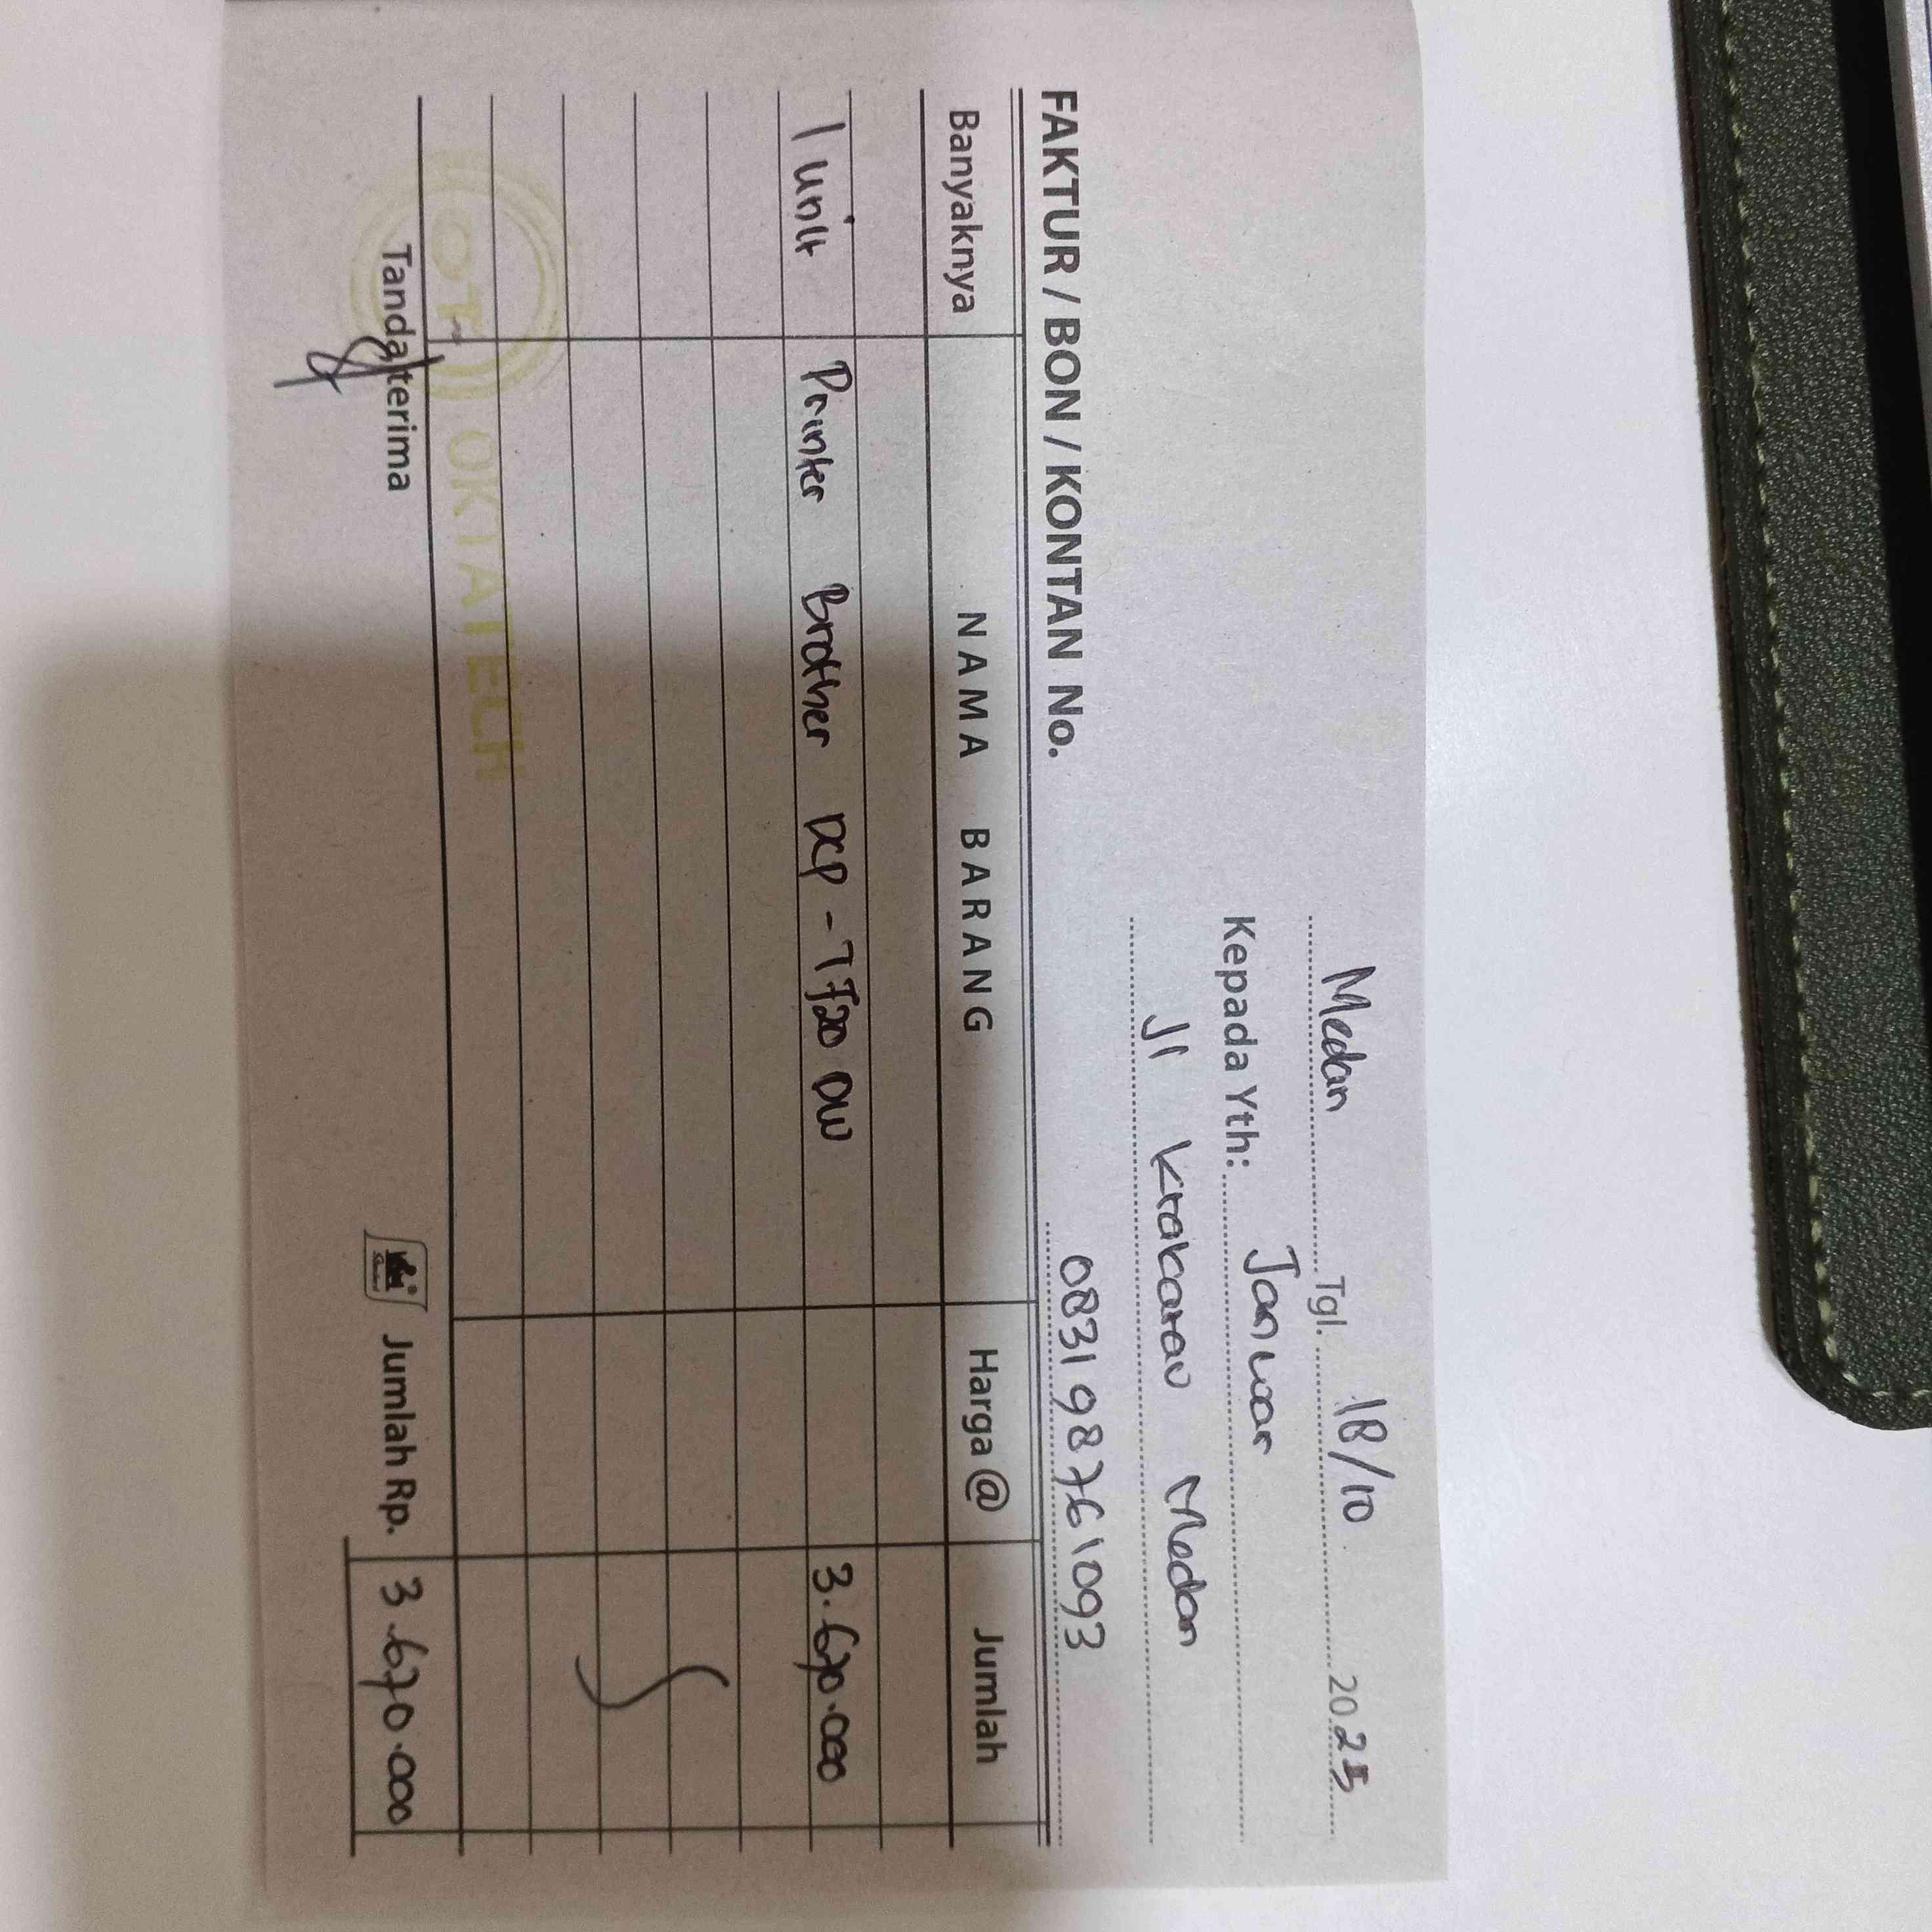 Medan Tgl. 18/10 2025
Kepada Yth: Januar
Jl Krakarau Medan
083198761093
FAKTUR / BON / KONTAN No.
Banyaknya NAMA BARANG Harga @ Jumlah
1 unit Printer Brother DCP-T720 DW 3.670.000
OKTATECH
Tanda terima Jumlah Rp. 3.670.000